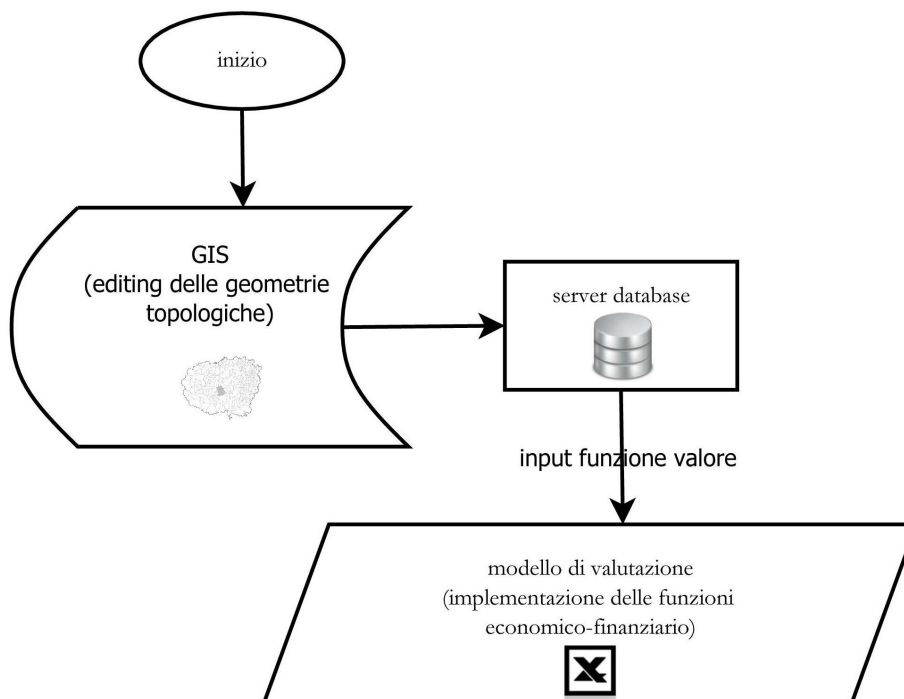 inizio
GIS
(editing delle geometrie
topologiche)
server database
input funzione valore
modello di valutazione
(implementazione delle funzioni
economico-finanziario)